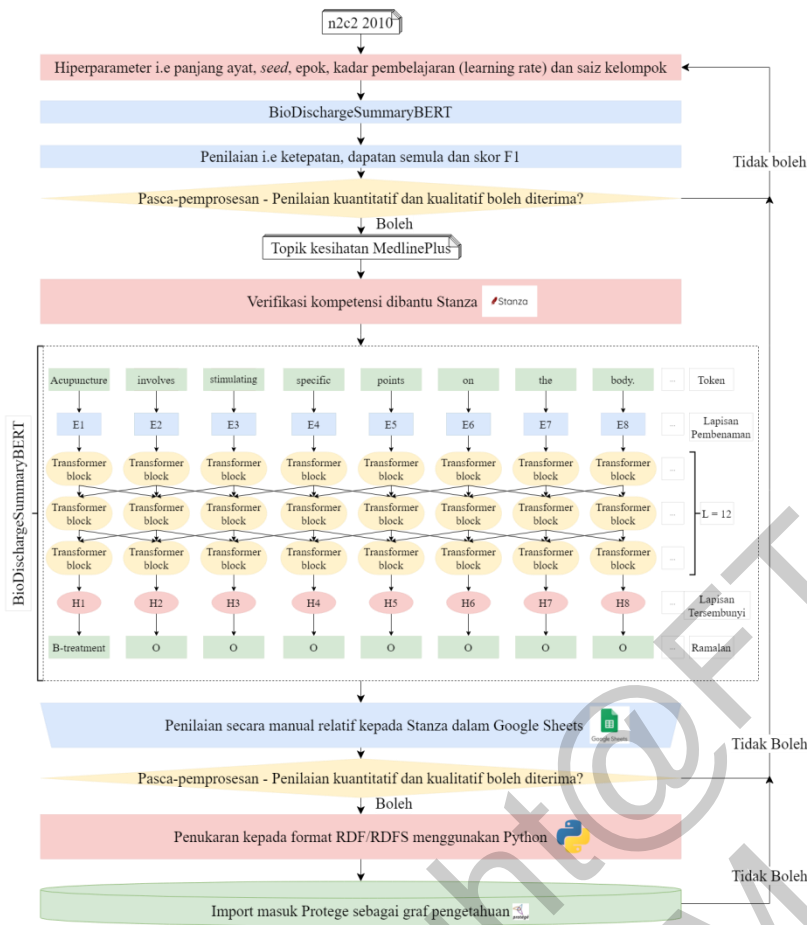 n2c2 2010
Hiperparameter i.e panjang ayat, seed, epok, kadar pembelajaran (learning rate) dan saiz kelompok
BioDischargeSummaryBERT
Penilaian i.e ketepatan, dapatan semula dan skor F1
Tidak boleh
Pasca-pemprosesan - Penilaian kuantitatif dan kualitatif boleh diterima?
Boleh
Topik kesihatan MedlinePlus
Verifikasi kompetensi dibantu Stanza Stanza
BioDischargeSummaryBERT
Acupuncture involves stimulating specific points on the body. ... Token
E1 E2 E3 E4 E5 E6 E7 E8 ... Lapisan
Pembenaman
Transformer Transformer Transformer Transformer Transformer Transformer Transformer Transformer
block block block block block block block block ...
Transformer Transformer Transformer Transformer Transformer Transformer Transformer Transformer
block block block block block block block block ... L = 12
Transformer Transformer Transformer Transformer Transformer Transformer Transformer Transformer
block block block block block block block block ...
H1 H2 H3 H4 H5 H6 H7 H8 ... Lapisan
Tersembunyi
B-treatment O O O O O O O ... Ramalan
Penilaian secara manual relatif kepada Stanza dalam Google Sheets
Google Sheets
Tidak Boleh
Pasca-pemprosesan - Penilaian kuantitatif dan kualitatif boleh diterima?
Boleh
Penukaran kepada format RDF/RDFS menggunakan Python
Tidak Boleh
Import masuk Protege sebagai graf pengetahuan protégé